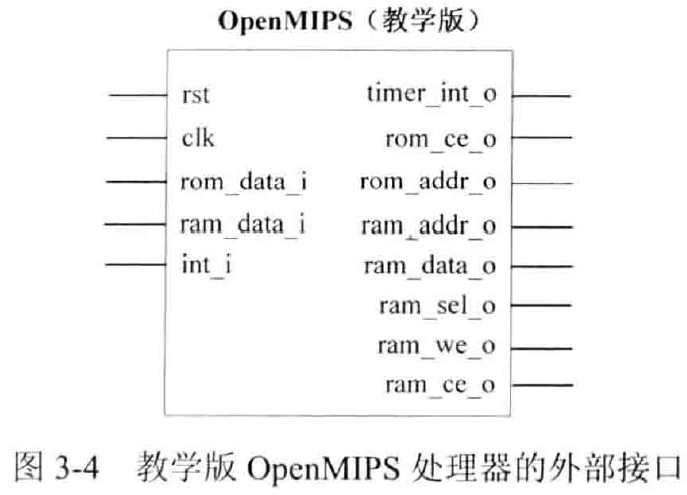 OpenMIPS（教学版）
rst
clk
rom_data_i
ram_data_i
int_i
timer_int_o
rom_ce_o
rom_addr_o
ram_addr_o
ram_data_o
ram_sel_o
ram_we_o
ram_ce_o
图 3-4 教学版 OpenMIPS 处理器的外部接口